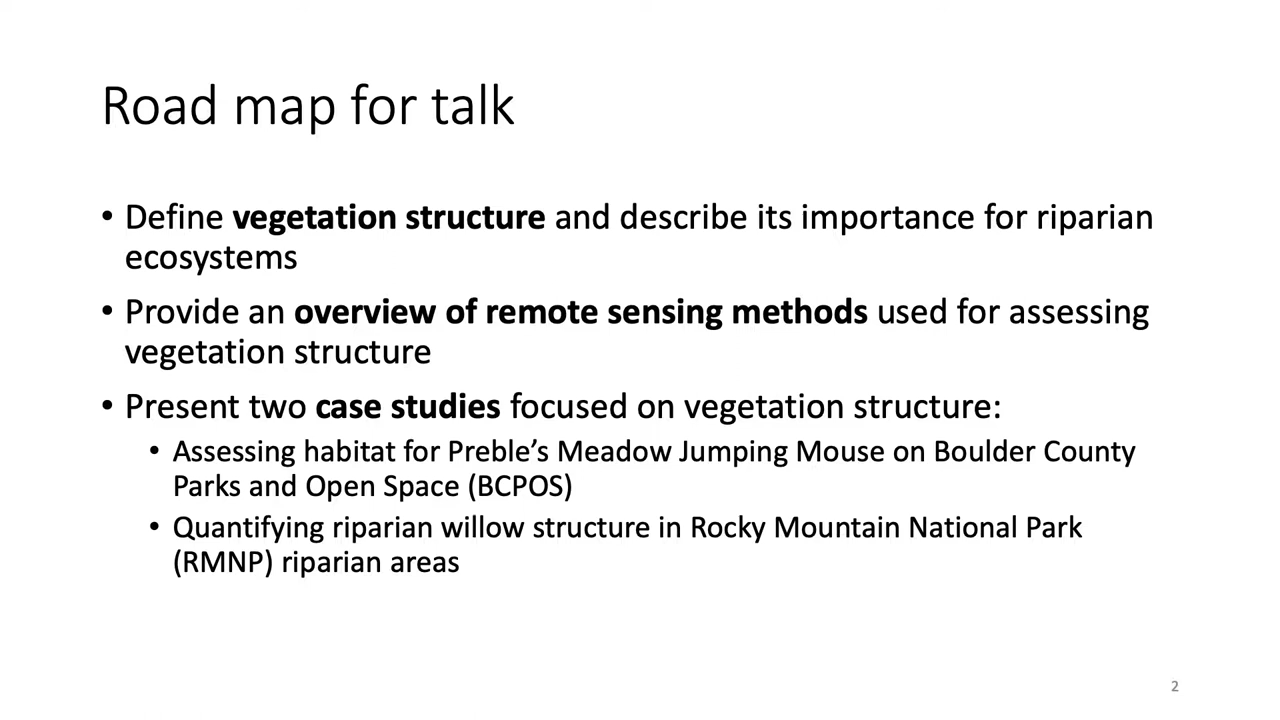 Road map for talk
• Define vegetation structure and describe its importance for riparian
ecosystems
• Provide an overview of remote sensing methods used for assessing
vegetation structure
• Present two case studies focused on vegetation structure:
• Assessing habitat for Preble’s Meadow Jumping Mouse on Boulder County
Parks and Open Space (BCPOS)
• Quantifying riparian willow structure in Rocky Mountain National Park
(RMNP) riparian areas
2